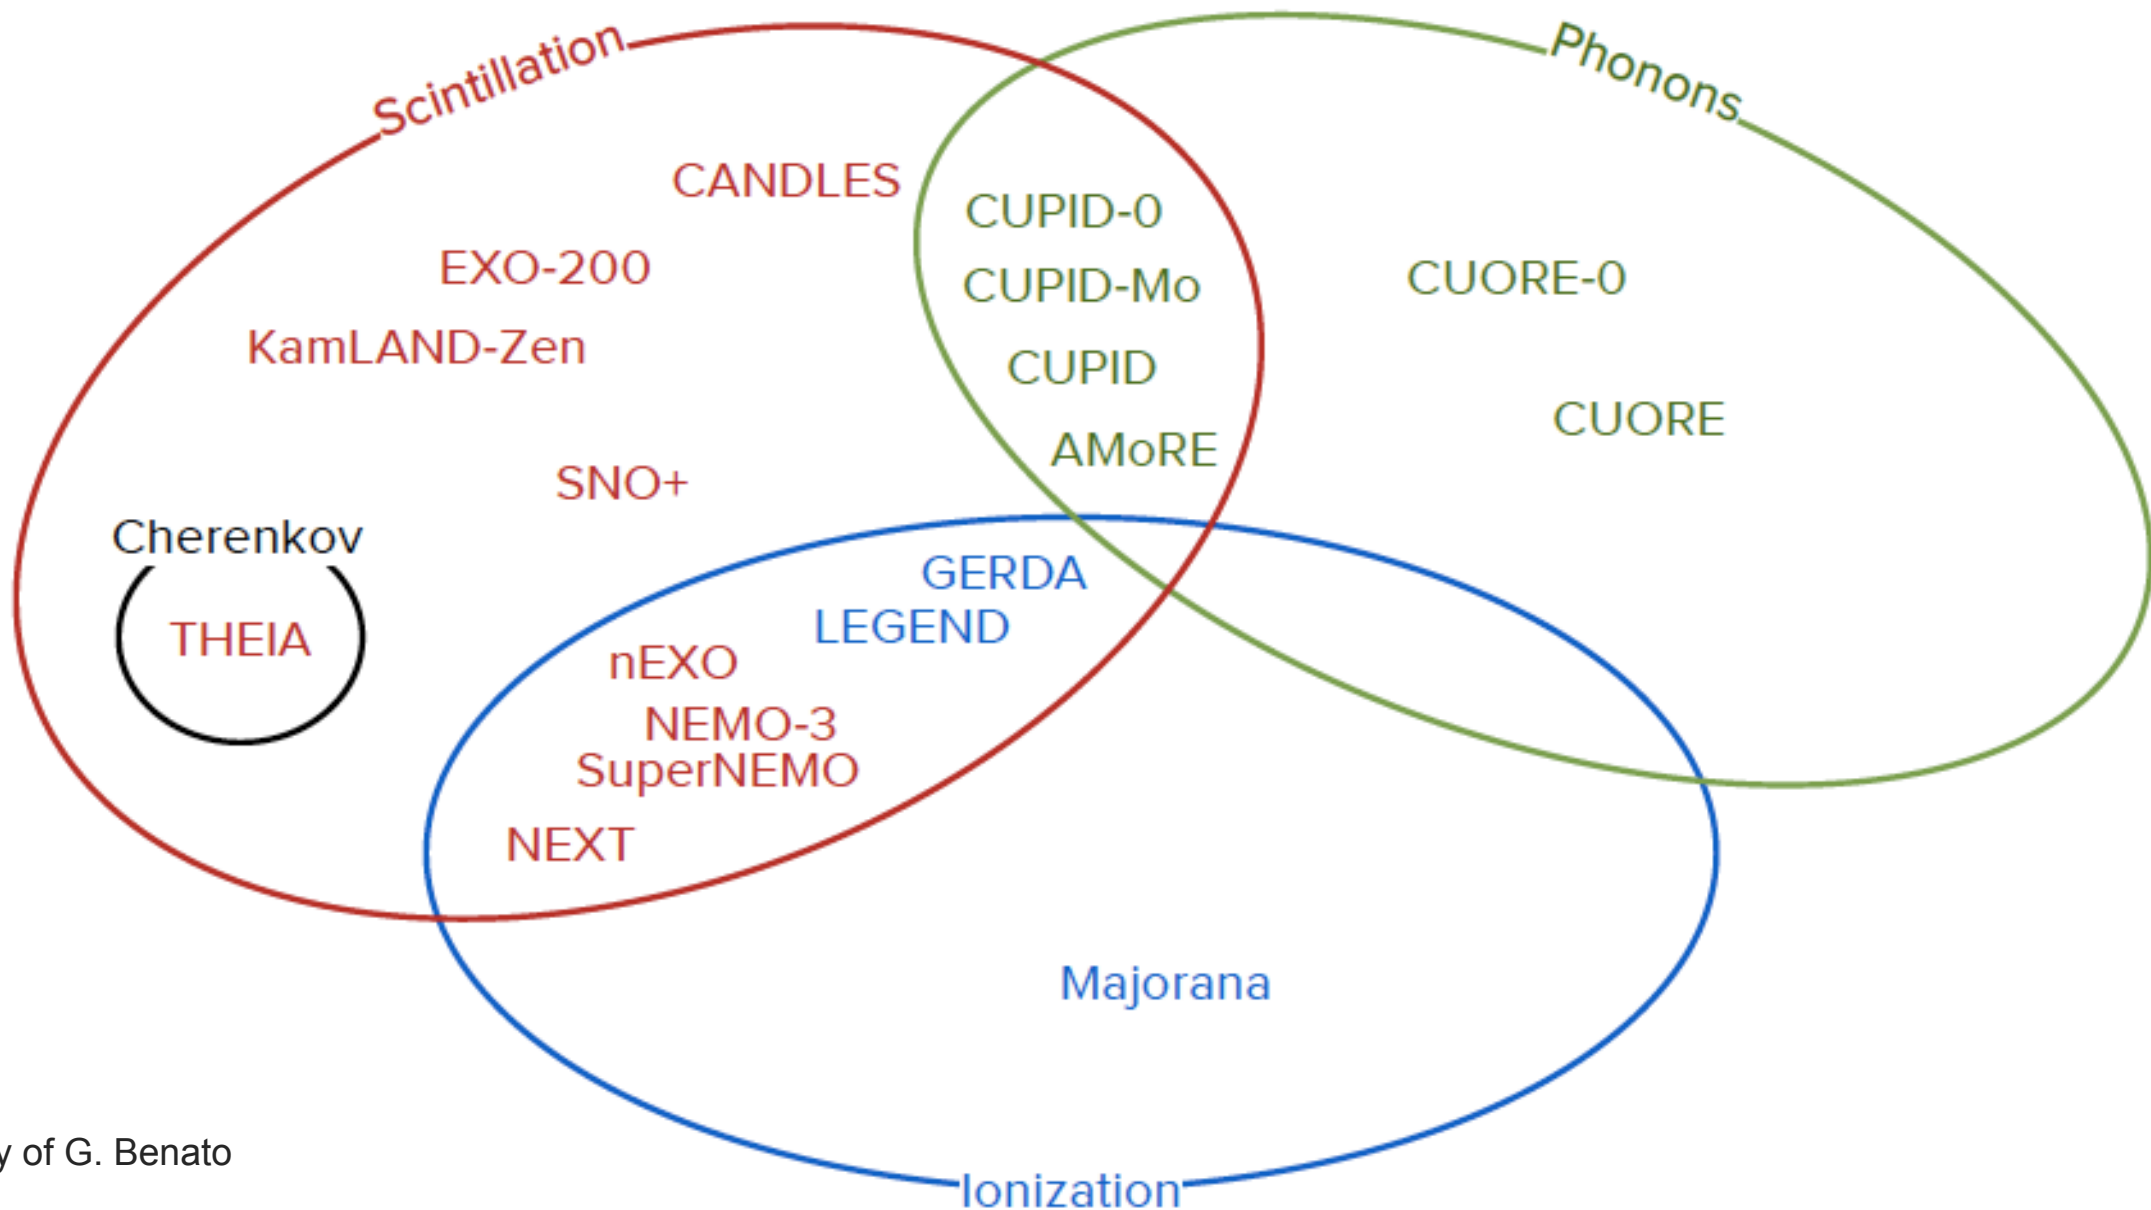 Scintillation
Phonons
CANDLES
CUPID-0
EXO-200
CUPID-Mo
CUORE-0
KamLAND-Zen
CUPID
CUORE
AMoRE
SNO+
Cherenkov
GERDA
THEIA
LEGEND
nEXO
NEMO-3
SuperNEMO
NEXT
Majorana
of G. Benato
Ionization